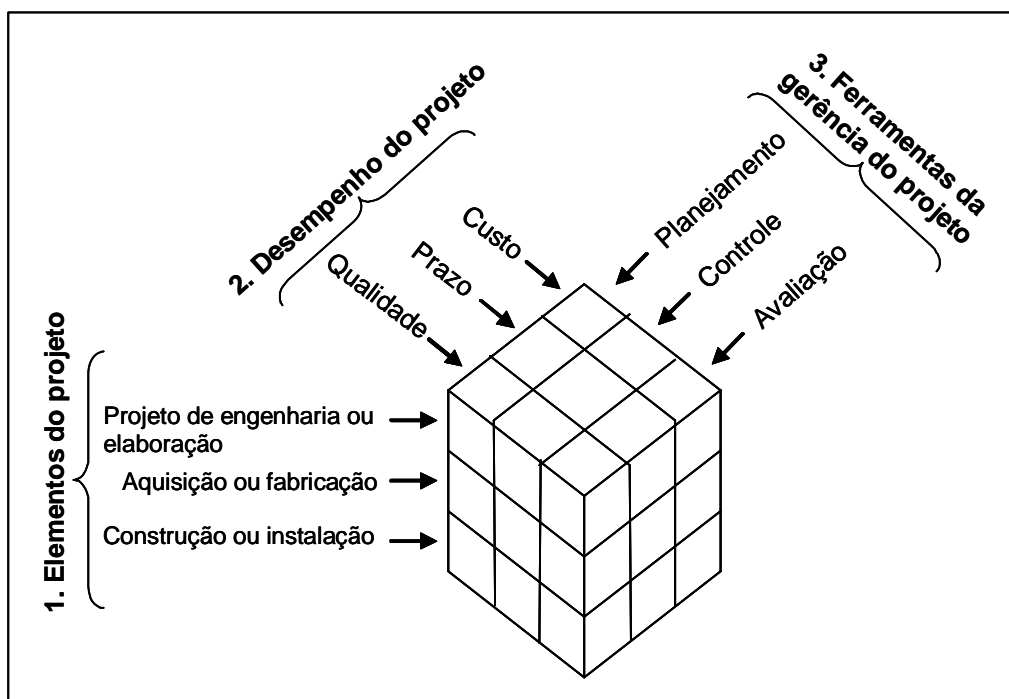 2. Desempenho do projeto
Custo
Prazo
Qualidade
3. Ferramentas da
gerência do projeto
Planejamento
Controle
Avaliação
1. Elementos do projeto
Projeto de engenharia ou
elaboração
Aquisição ou fabricação
Construção ou instalação